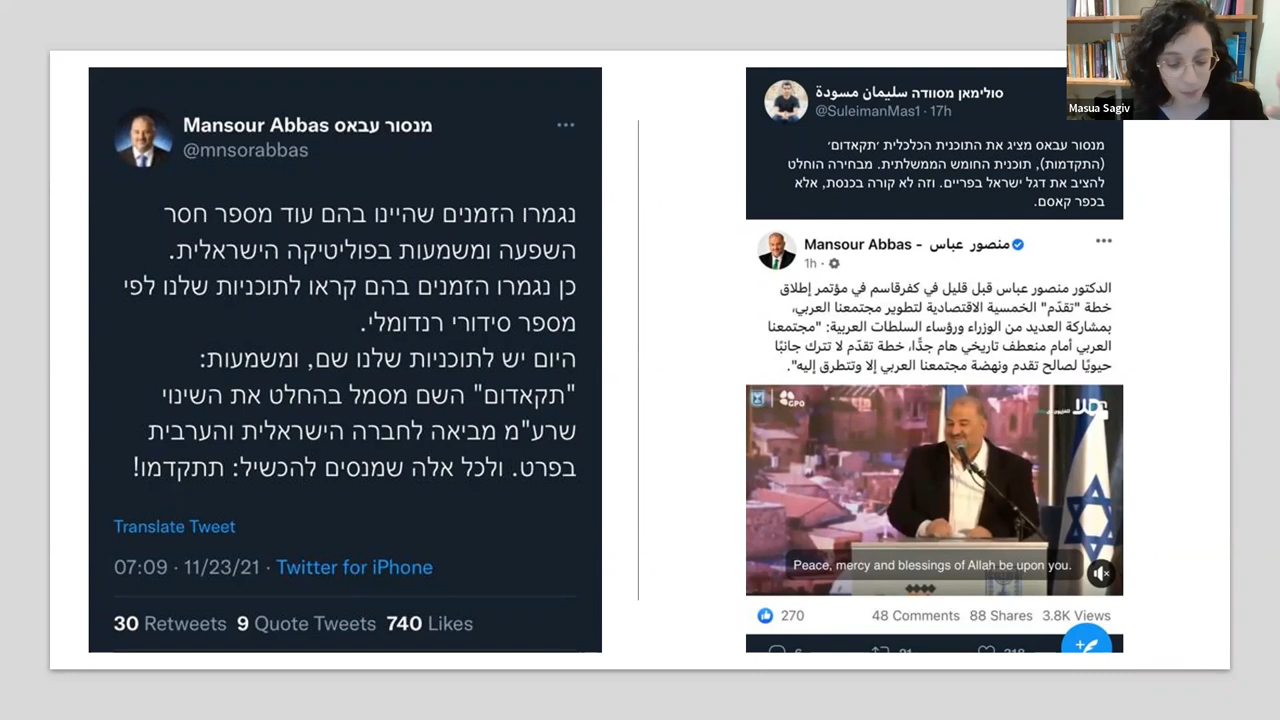 Mansour Abbas מנסור עבאס
@mnsorabbas
נגמרו הזמנים שהיינו בהם עוד מספר חסר
השפעה ומשמעות בפוליטיקה הישראלית.
כן נגמרו הזמנים בהם קראו לתוכניות שלנו לפי
מספר סידורי רנדומלי.
היום יש לתוכניות שלנו שם, ומשמעות:
"תקאדום" השם מסמל בהחלט את השינוי
שרע"מ מביאה לחברה הישראלית והערבית
בפרט. ולכל אלה שמנסים להכשיל: תתקדמו!
Translate Tweet
07:09 · 11/23/21 · Twitter for iPhone
30 Retweets 9 Quote Tweets 740 Likes
סולימאן מסוודה سليمان مسودة
@SuleimanMas1 · 17h
מנסור עבאס מציג את התוכנית הכלכלית 'תקאדום'
(התקדמות), תוכנית החומש הממשלתית. מבחירה הוחלט
להציב את דגל ישראל בפריים. וזה לא קורה בכנסת, אלא
בכפר קאסם.
Mansour Abbas - منصور عباس
1h ·
الدكتور منصور عباس قبل قليل في كفرقاسم في مؤتمر إطلاق
خطة "تقدّم" الخمسية الاقتصادية لتطوير مجتمعنا العربي،
بمشاركة العديد من الوزراء ورؤساء السلطات العربية: "مجتمعنا
العربي أمام منعطف تاريخي هام جدًّا، خطة تقدّم لا تترك جانبًا
حيويًا لصالح تقدم ونهضة مجتمعنا العربي إلا وتتطرق إليه".
GPO
Peace, mercy and blessings of Allah be upon you.
270 48 Comments 88 Shares 3.8K Views
Masua Sagiv